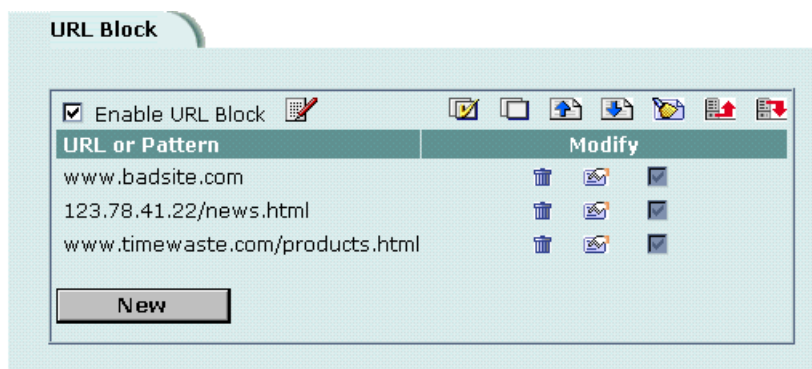 URL Block
Enable URL Block
URL or Pattern Modify
www.badsite.com
123.78.41.22/news.html
www.timewaste.com/products.html
New